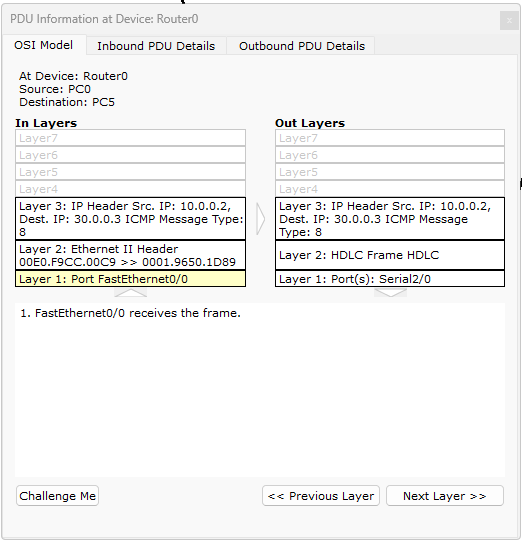 PDU Information at Device: Router0
x
OSI Model
Inbound PDU Details
Outbound PDU Details
At Device: Router0
Source: PC0
Destination: PC5
In Layers
Layer7
Layer6
Layer5
Layer4
Layer 3: IP Header Src. IP: 10.0.0.2,
Dest. IP: 30.0.0.3 ICMP Message Type:
8
Layer 2: Ethernet II Header
00E0.F9CC.00C9 >> 0001.9650.1D89
Layer 1: Port FastEthernet0/0
Out Layers
Layer7
Layer6
Layer5
Layer4
Layer 3: IP Header Src. IP: 10.0.0.2,
Dest. IP: 30.0.0.3 ICMP Message
Type: 8
Layer 2: HDLC Frame HDLC
Layer 1: Port(s): Serial2/0
1. FastEthernet0/0 receives the frame.
Challenge Me
<< Previous Layer
Next Layer >>